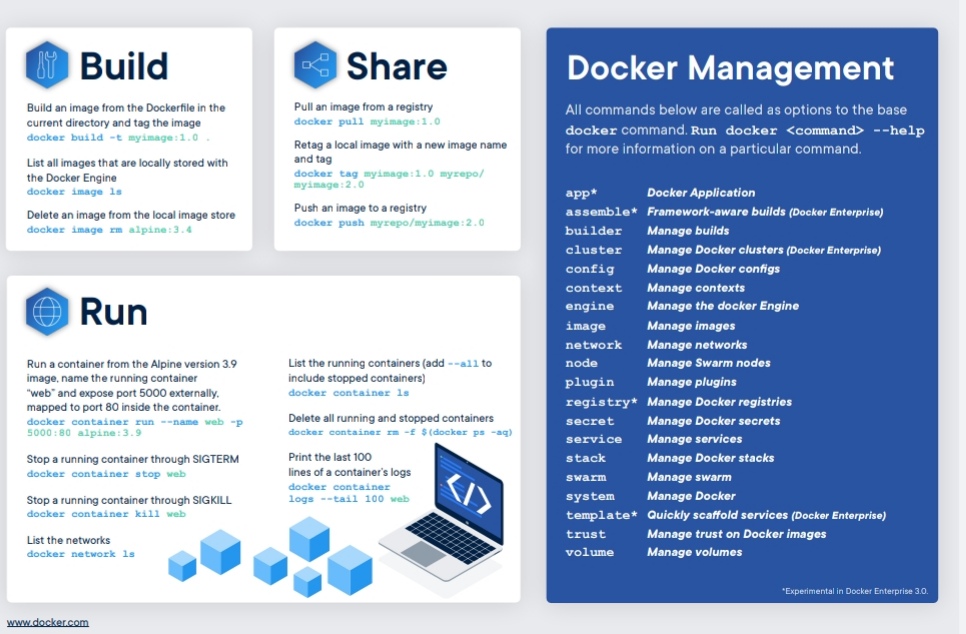 Build
Build an image from the Dockerfile in the
current directory and tag the image
docker build -t myimage:1.0 .
List all images that are locally stored with
the Docker Engine
docker image ls
Delete an image from the local image store
docker image rm alpine:3.4
Share
Pull an image from a registry
docker pull myimage:1.0
Retag a local image with a new image name
and tag
docker tag myimage:1.0 myrepo/
myimage:2.0
Push an image to a registry
docker push myrepo/myimage:2.0
Run
Run a container from the Alpine version 3.9
image, name the running container
"web" and expose port 5000 externally,
mapped to port 80 inside the container.
docker container run --name web -p
5000:80 alpine:3.9
Stop a running container through SIGTERM
docker container stop web
Stop a running container through SIGKILL
docker container kill web
List the networks
docker network ls
List the running containers (add --all to
include stopped containers)
docker container ls
Delete all running and stopped containers
docker container rm -f $(docker ps -aq)
Print the last 100
lines of a container's logs
docker container
logs --tail 100 web
</>
Docker Management
All commands below are called as options to the base
docker command. Run docker <command> --help
for more information on a particular command.
app* Docker Application
assemble* Framework-aware builds (Docker Enterprise)
builder Manage builds
cluster Manage Docker clusters (Docker Enterprise)
config Manage Docker configs
context Manage contexts
engine Manage the docker Engine
image Manage images
network Manage networks
node Manage Swarm nodes
plugin Manage plugins
registry* Manage Docker registries
secret Manage Docker secrets
service Manage services
stack Manage Docker stacks
swarm Manage swarm
system Manage Docker
template* Quickly scaffold services (Docker Enterprise)
trust Manage trust on Docker images
volume Manage volumes
*Experimental in Docker Enterprise 3.0.
www.docker.com